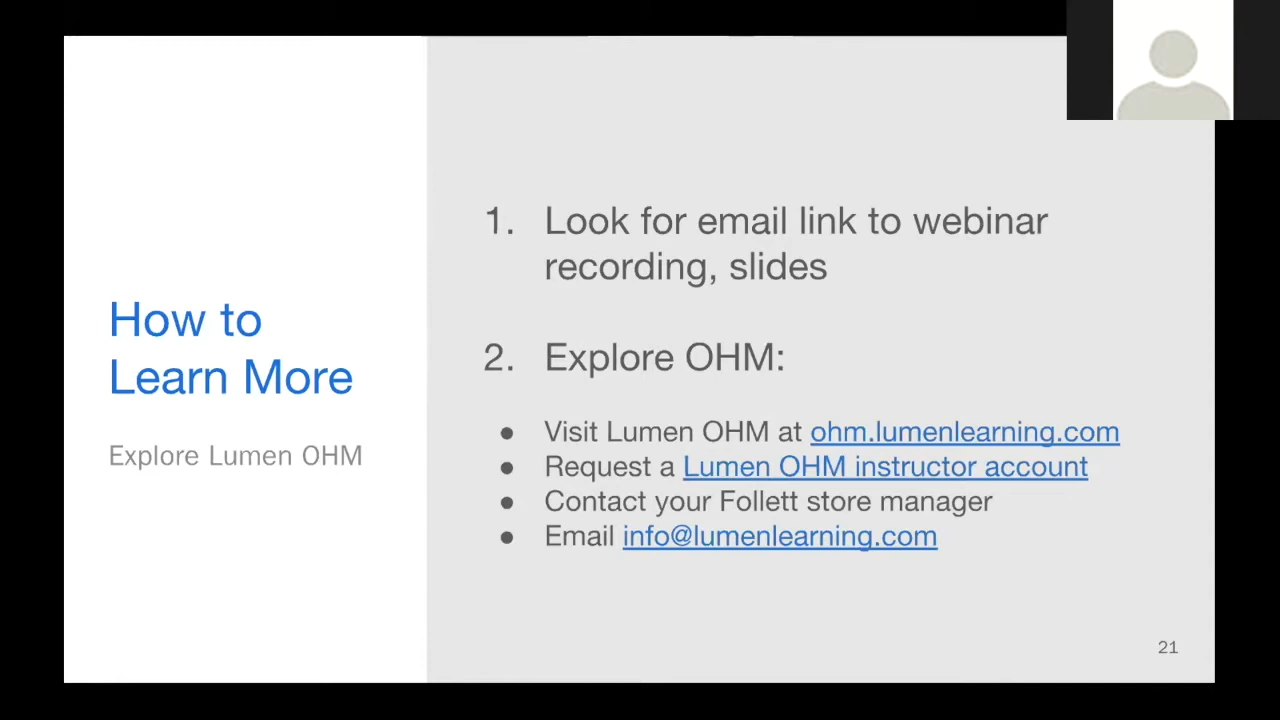 How to
Learn More
Explore Lumen OHM
1. Look for email link to webinar
recording, slides
2. Explore OHM:
● Visit Lumen OHM at ohm.lumenlearning.com
● Request a Lumen OHM instructor account
● Contact your Follett store manager
● Email info@lumenlearning.com
21